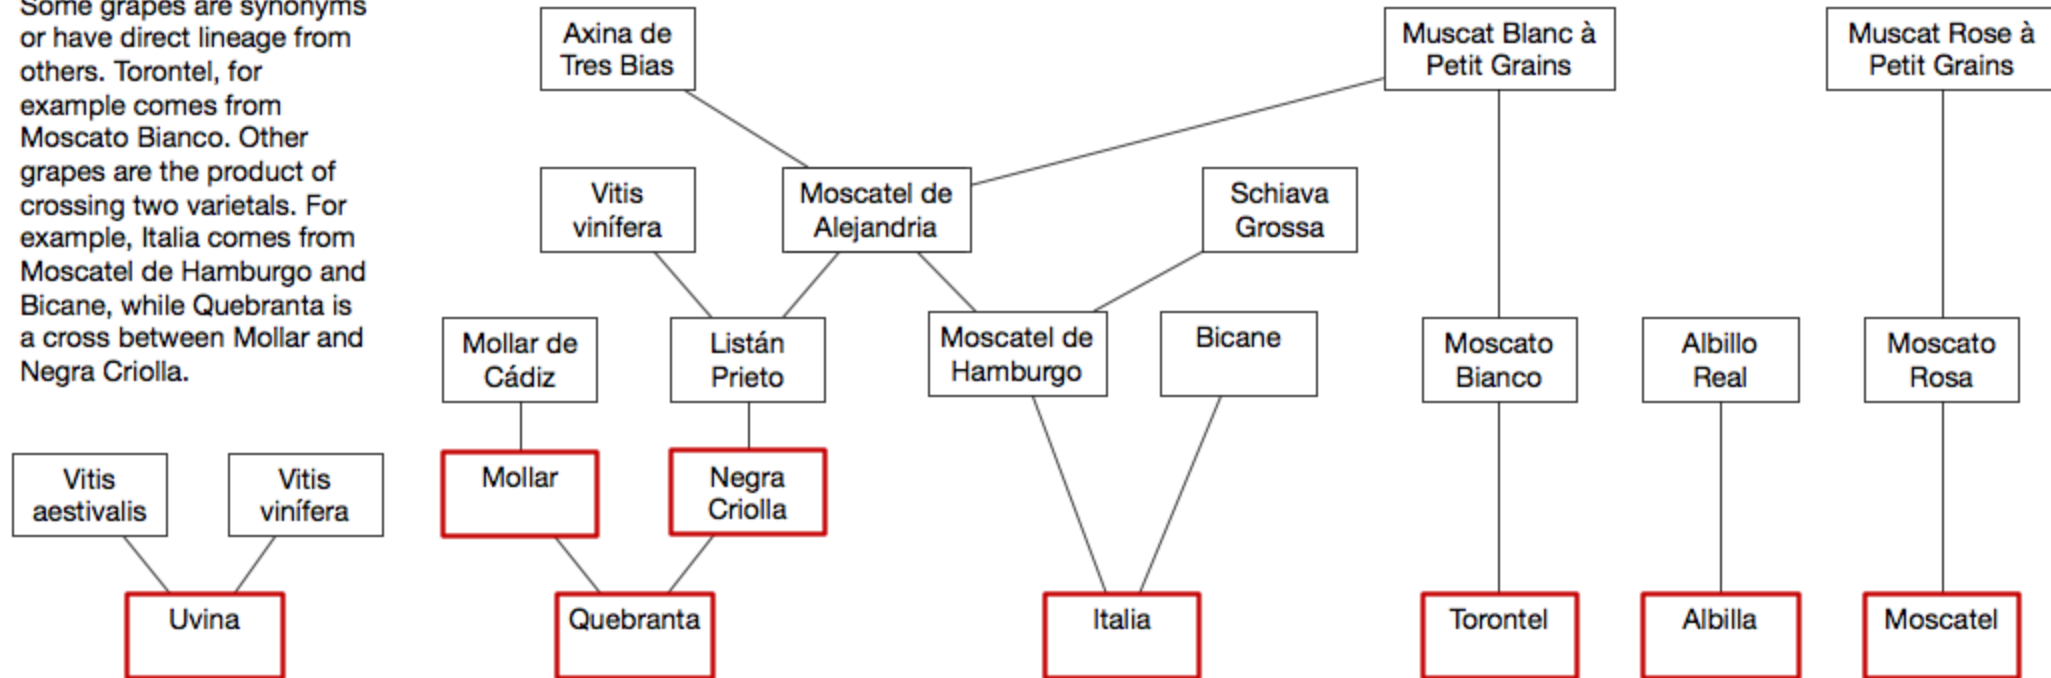 Some grapes are synonyms
or have direct lineage from
others. Torontel, for
example comes from
Moscato Bianco. Other
grapes are the product of
crossing two varietals. For
example, Italia comes from
Moscatel de Hamburgo and
Bicane, while Quebranta is
a cross between Mollar and
Negra Criolla.
Axina de
Tres Bias
Muscat Blanc à
Petit Grains
Muscat Rose à
Petit Grains
Vitis
vinífera
Moscatel de
Alejandria
Schiava
Grossa
Mollar de
Cádiz
Listán
Prieto
Moscatel de
Hamburgo
Bicane
Moscato
Bianco
Albillo
Real
Moscato
Rosa
Vitis
aestivalis
Vitis
vinífera
Mollar
Negra
Criolla
Uvina
Quebranta
Italia
Torontel
Albilla
Moscatel